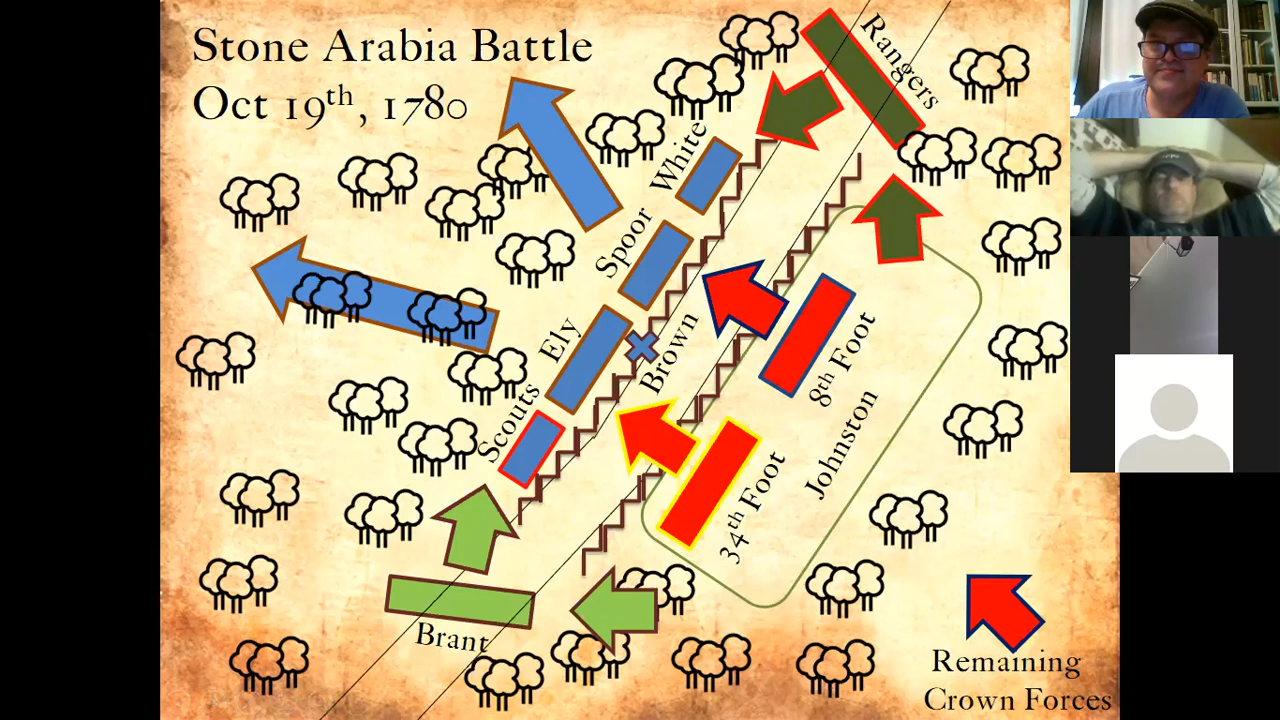 Stone Arabia Battle
Oct 19th, 1780
Rangers
White
Spoor
Ely
Scouts
Brown
8th Foot
Johnston
34th Foot
Brant
Remaining
Crown Forces